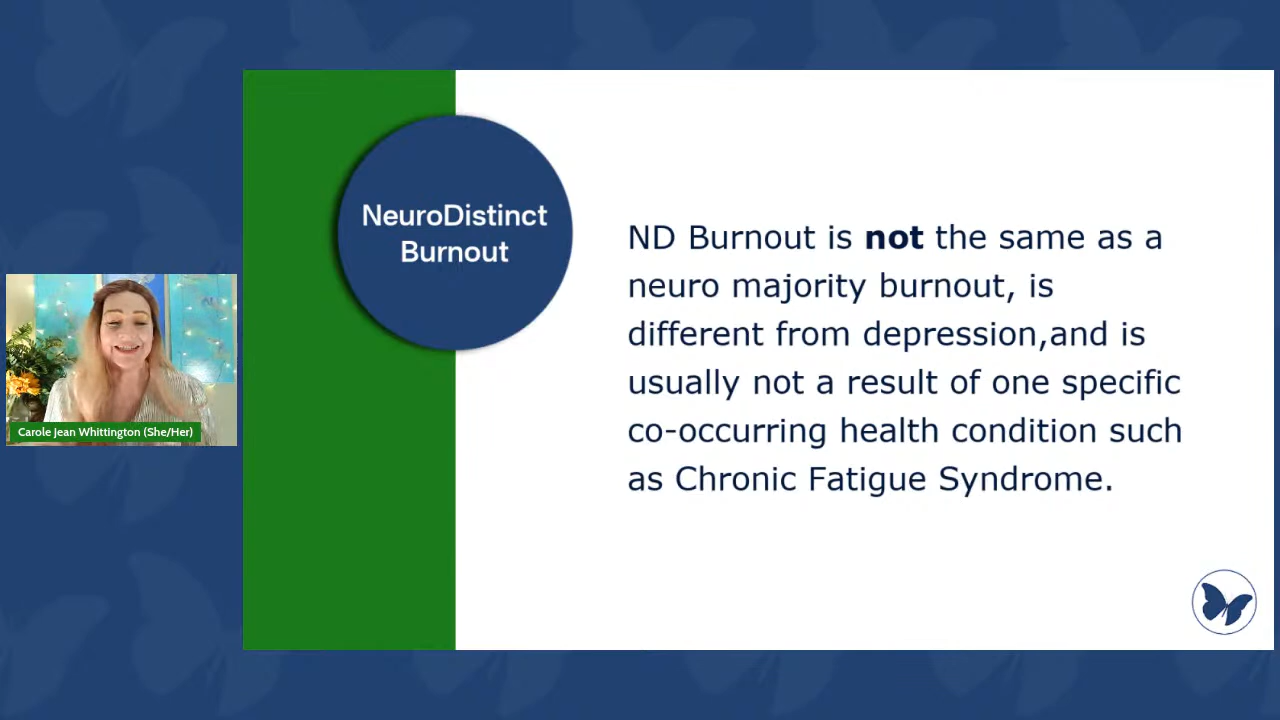 NeuroDistinct
Burnout
ND Burnout is not the same as a
neuro majority burnout, is
different from depression,and is
usually not a result of one specific
co-occurring health condition such
as Chronic Fatigue Syndrome.
Carole Jean Whittington (She/Her)